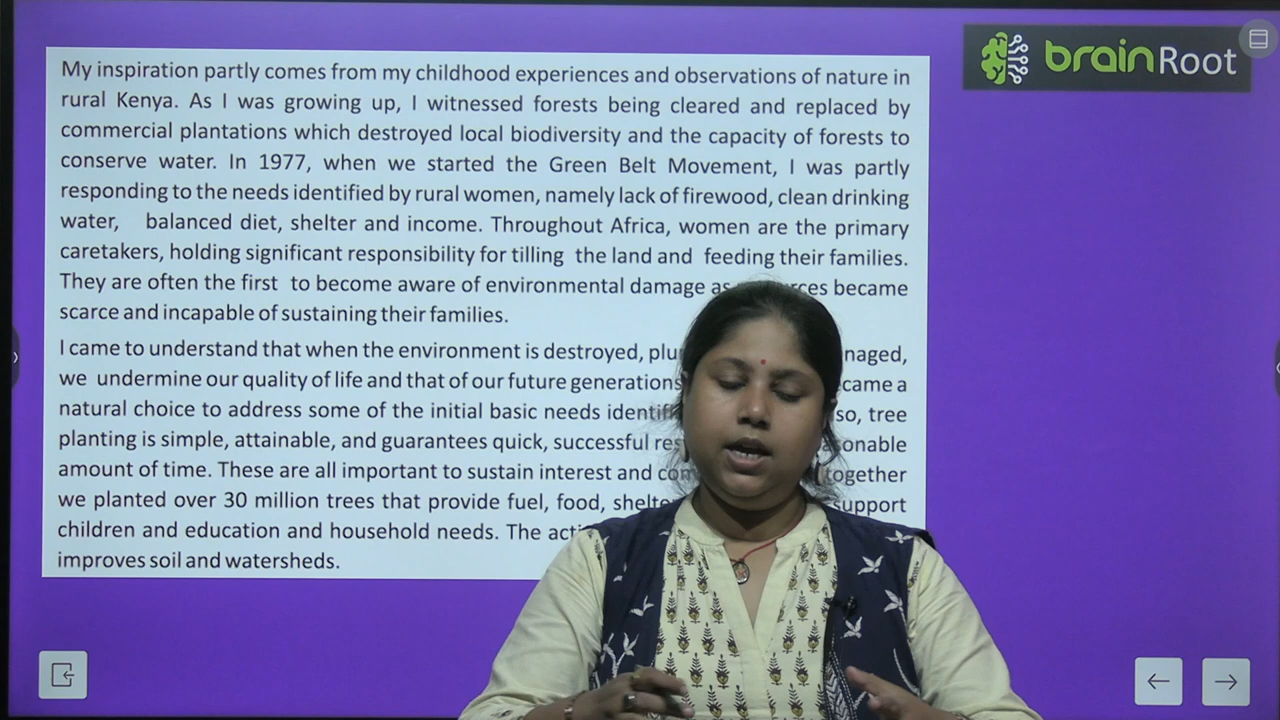 brainRoot
My inspiration partly comes from my childhood experiences and observations of nature in
rural Kenya. As I was growing up, I witnessed forests being cleared and replaced by
commercial plantations which destroyed local biodiversity and the capacity of forests to
conserve water. In 1977, when we started the Green Belt Movement, I was partly
responding to the needs identified by rural women, namely lack of firewood, clean drinking
water, balanced diet, shelter and income. Throughout Africa, women are the primary
caretakers, holding significant responsibility for tilling the land and feeding their families.
They are often the first to become aware of environmental damage as became
scarce and incapable of sustaining their families.
I came to understand that when the environment is destroyed,
we undermine our quality of life and that of our future generations a
natural choice to address some of the initial basic needs so, tree
planting is simple, attainable, and guarantees quick, successful
amount of time. These are all important to sustain interest and together
we planted over 30 million trees that provide fuel, food, support
children and education and household needs. The
improves soil and watersheds.